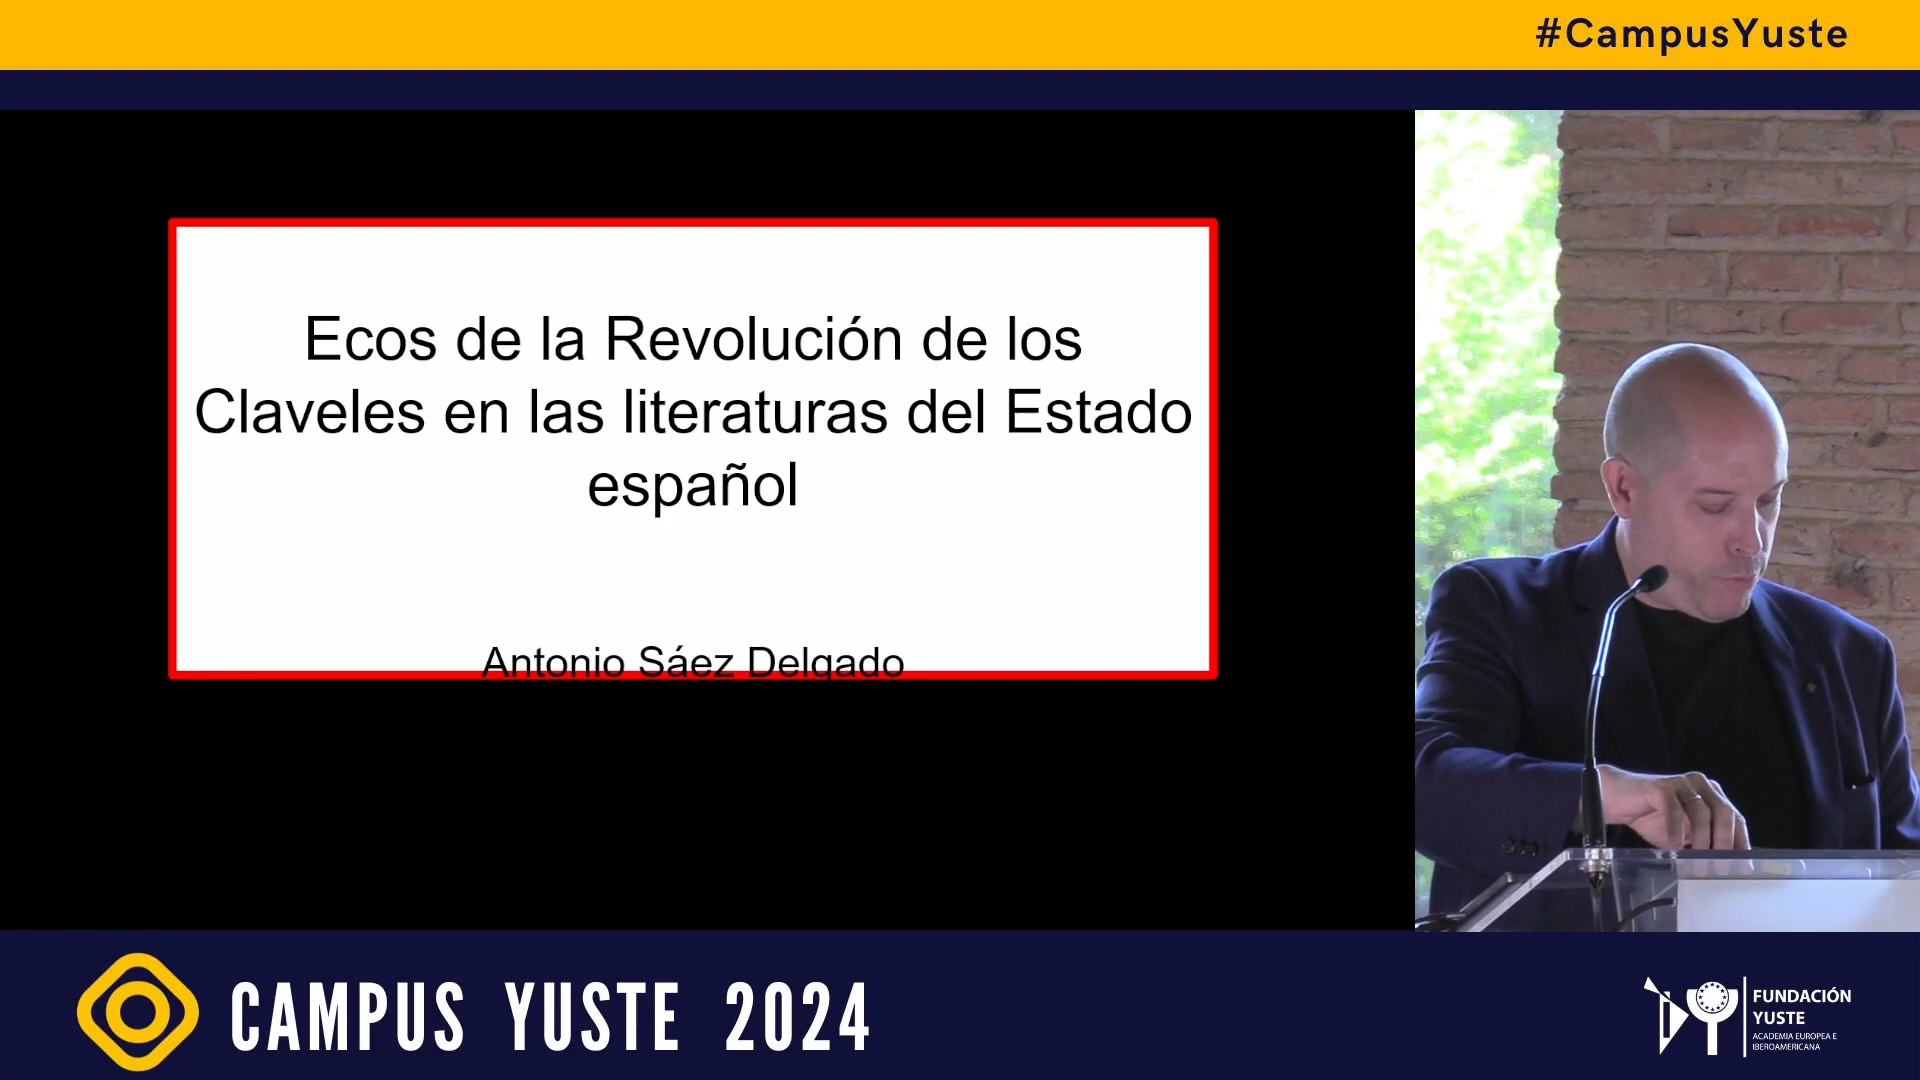 #CampusYuste
Ecos de la Revolución de los
Claveles en las literaturas del Estado
español
Antonio Sáez Delgado
CAMPUS YUSTE 2024
FUNDACIÓN
YUSTE
ACADEMIA EUROPEA E
IBEROAMERICANA